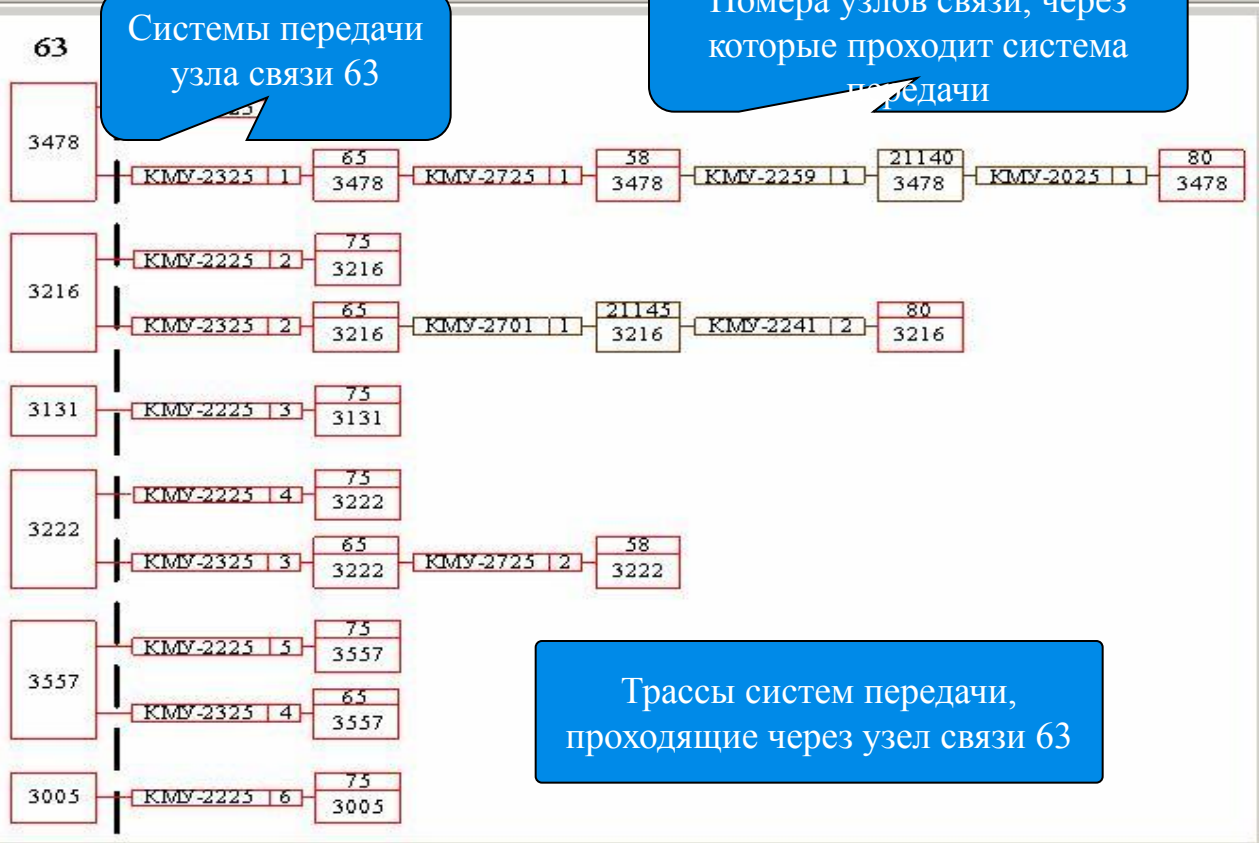 63
Системы передачи
узла связи 63
Номера узлов связи, через
которые проходит система
передачи
3478
КМУ-2325 1 65 3478 КМУ-2725 1 58 3478 КМУ-2259 1 21140 3478 КМУ-2025 1 80 3478
3216
КМУ-2225 2 75 3216
КМУ-2325 2 65 3216 КМУ-2701 1 21145 3216 КМУ-2241 2 80 3216
3131 КМУ-2225 3 75 3131
3222
КМУ-2225 4 75 3222
КМУ-2325 3 65 3222 КМУ-2725 2 58 3222
3557
КМУ-2225 5 75 3557
КМУ-2325 4 65 3557
3005 КМУ-2225 6 75 3005
Трассы систем передачи,
проходящие через узел связи 63